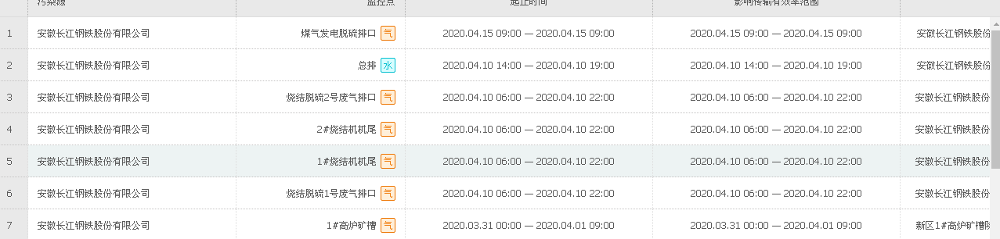 污染源 监控点 起止时间 影响传输有效率范围
1 安徽长江钢铁股份有限公司 煤气发电脱硫排口 气 2020.04.15 09:00 — 2020.04.15 09:00 2020.04.15 09:00 — 2020.04.15 09:00 安徽长江钢铁股份
2 安徽长江钢铁股份有限公司 总排 水 2020.04.10 14:00 — 2020.04.10 19:00 2020.04.10 14:00 — 2020.04.10 19:00 安徽长江钢铁股份
3 安徽长江钢铁股份有限公司 烧结脱硫2号废气排口 气 2020.04.10 06:00 — 2020.04.10 22:00 2020.04.10 06:00 — 2020.04.10 22:00 安徽长江钢铁股份
4 安徽长江钢铁股份有限公司 2#烧结机机尾 气 2020.04.10 06:00 — 2020.04.10 22:00 2020.04.10 06:00 — 2020.04.10 22:00 安徽长江钢铁股份
5 安徽长江钢铁股份有限公司 1#烧结机机尾 气 2020.04.10 06:00 — 2020.04.10 22:00 2020.04.10 06:00 — 2020.04.10 22:00 安徽长江钢铁股份
6 安徽长江钢铁股份有限公司 烧结脱硫1号废气排口 气 2020.04.10 06:00 — 2020.04.10 22:00 2020.04.10 06:00 — 2020.04.10 22:00 安徽长江钢铁股份
7 安徽长江钢铁股份有限公司 1#高炉矿槽 气 2020.03.31 00:00 — 2020.04.01 09:00 2020.03.31 00:00 — 2020.04.01 09:00 新区1#高炉矿槽